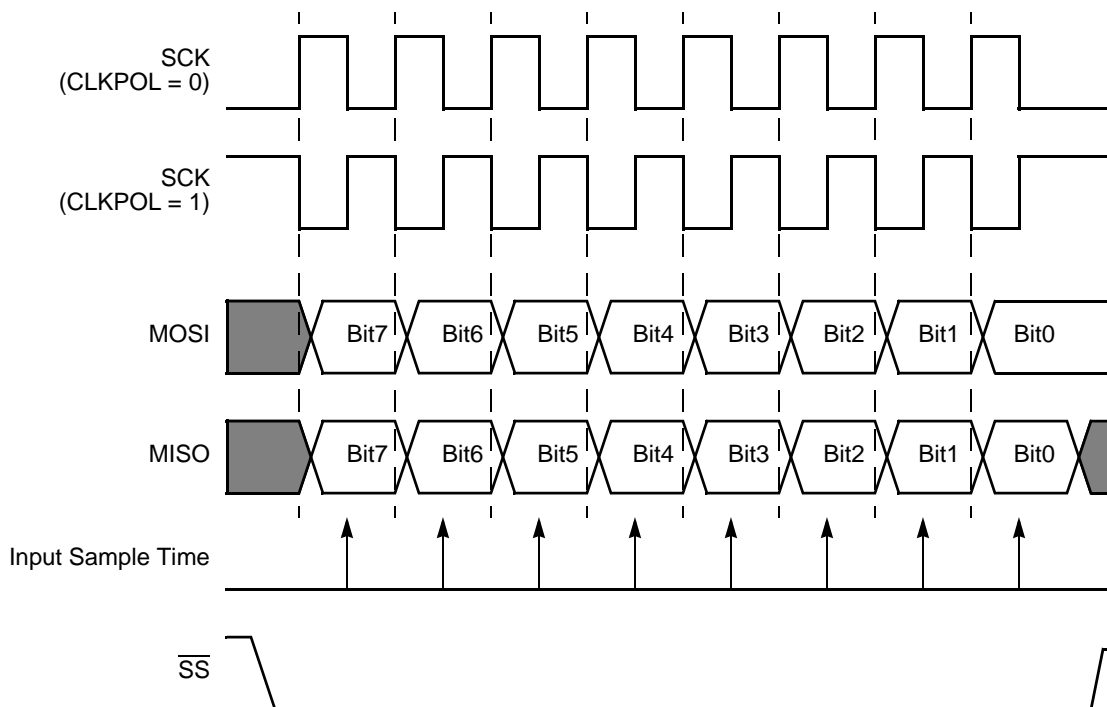 SCK
(CLKPOL = 0)
SCK
(CLKPOL = 1)
MOSI
Bit7 Bit6 Bit5 Bit4 Bit3 Bit2 Bit1 Bit0
MISO
Bit7 Bit6 Bit5 Bit4 Bit3 Bit2 Bit1 Bit0
Input Sample Time
SS